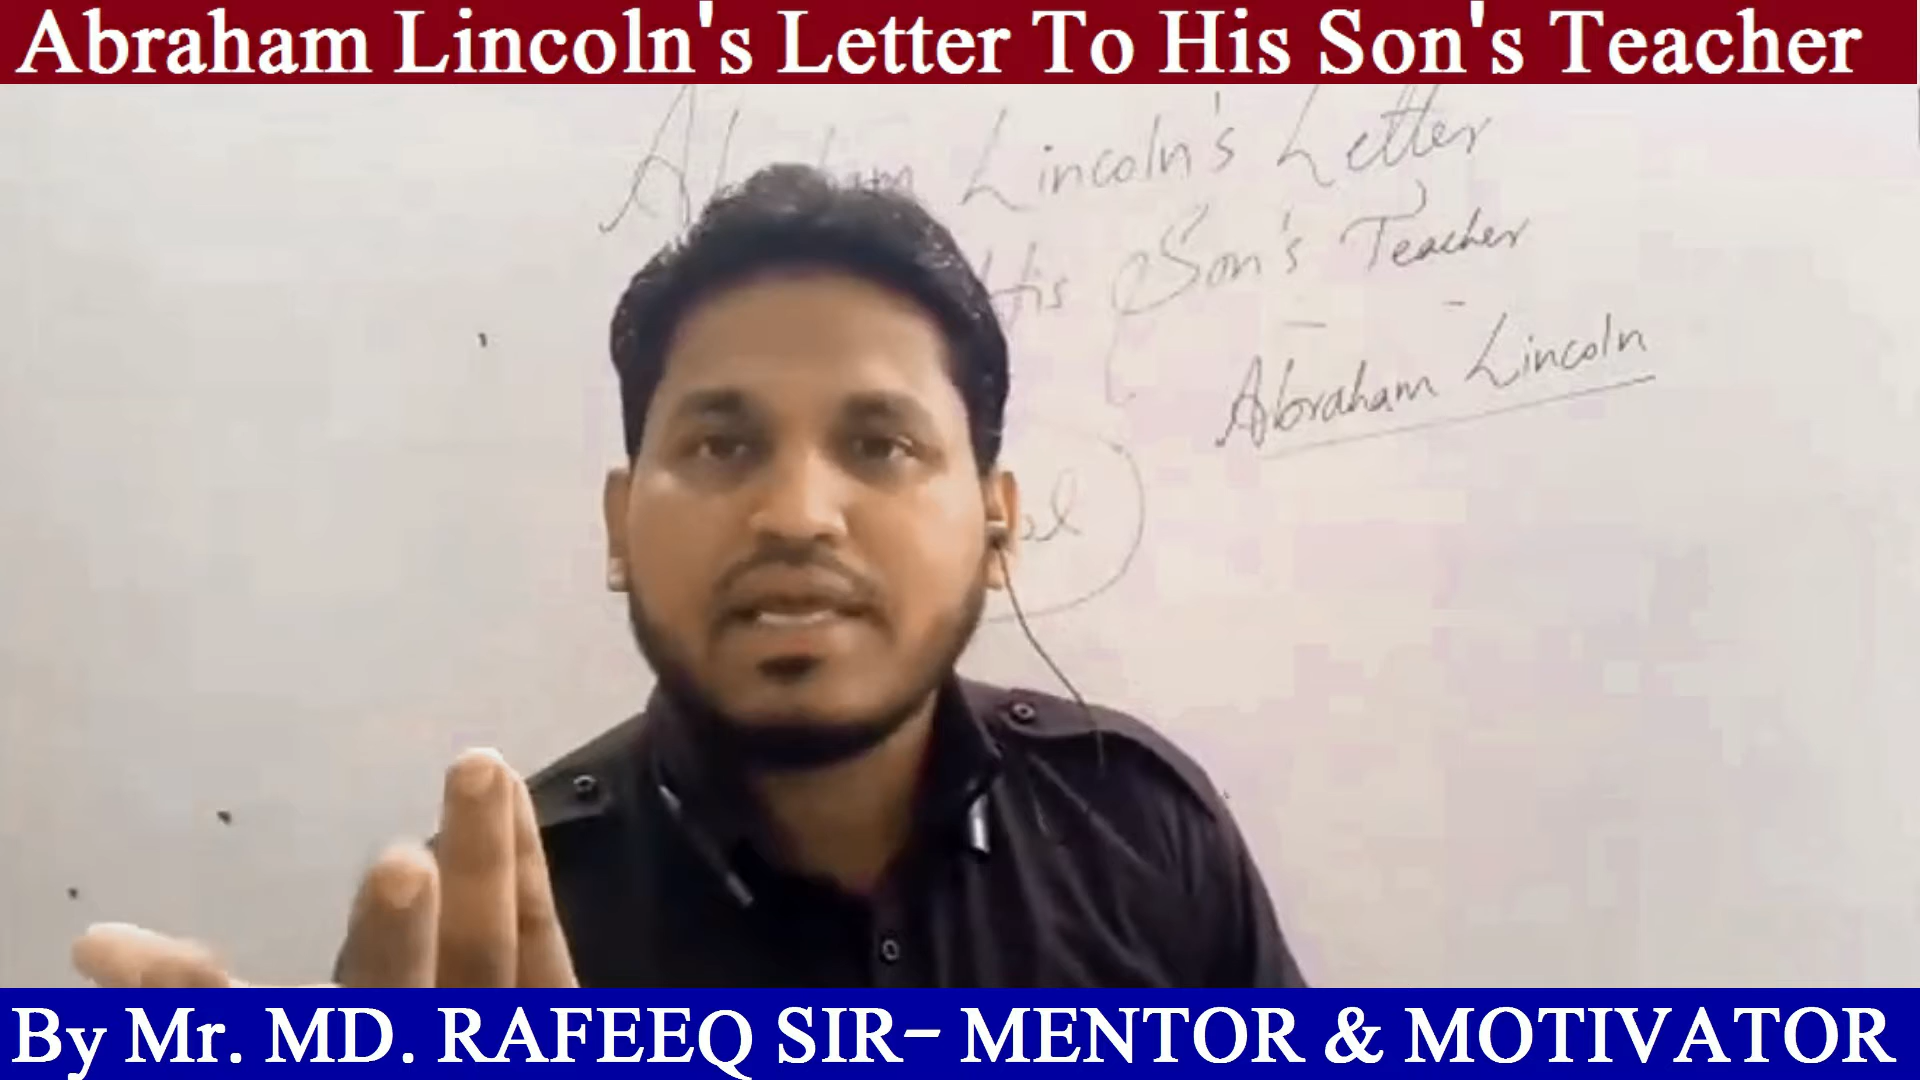 Abraham Lincoln's Letter To His Son's Teacher
Lincoln's Letter
His Son's Teacher
Abraham Lincoln
By Mr. MD. RAFEEQ SIR- MENTOR & MOTIVATOR